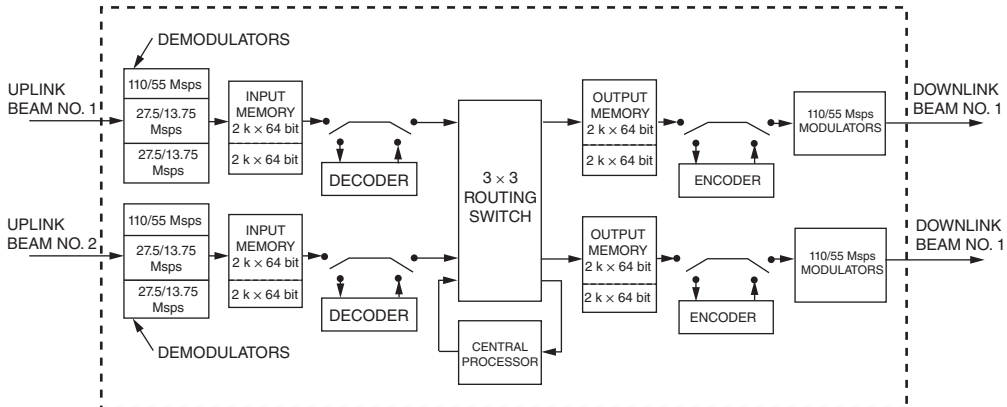 DEMODULATORS
UPLINK
BEAM NO. 1
110/55 Msps
27.5/13.75
Msps
27.5/13.75
Msps
INPUT
MEMORY
2 k × 64 bit
2 k × 64 bit
DECODER
3 × 3
ROUTING
SWITCH
OUTPUT
MEMORY
2 k × 64 bit
2 k × 64 bit
ENCODER
110/55 Msps
MODULATORS
DOWNLINK
BEAM NO. 1
UPLINK
BEAM NO. 2
110/55 Msps
27.5/13.75
Msps
27.5/13.75
Msps
DEMODULATORS
INPUT
MEMORY
2 k × 64 bit
2 k × 64 bit
DECODER
CENTRAL
PROCESSOR
OUTPUT
MEMORY
2 k × 64 bit
2 k × 64 bit
ENCODER
110/55 Msps
MODULATORS
DOWNLINK
BEAM NO. 1